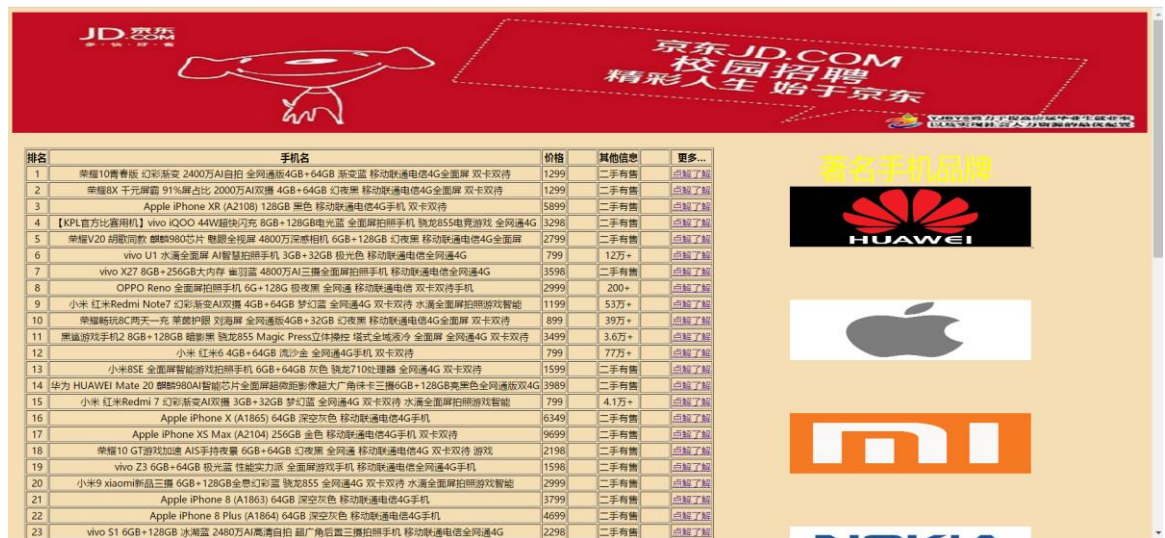 JD.京东
多·快·好·省
京东JD.COM
校园招聘
精彩人生 始于京东
以及实现社会人力资源的最优配置
排名 手机名 价格 其他信息 更多...
1 荣耀10青春版 幻彩渐变 2400万AI自拍 全网通版4GB+64GB 渐变蓝 移动联通电信4G全面屏 双卡双待 1299 二手有售 点解了解
2 荣耀8X 千元屏霸 91%屏占比 2000万AI双摄 4GB+64GB 幻夜黑 移动联通电信4G全面屏 双卡双待 1299 二手有售 点解了解
3 Apple iPhone XR (A2108) 128GB 黑色 移动联通电信4G手机 双卡双待 5899 二手有售 点解了解
4 【KPL官方比赛用机】vivo iQOO 44W超快闪充 8GB+128GB电光蓝 全面屏拍照手机 骁龙855电竞游戏 全网通4G 3298 二手有售 点解了解
5 荣耀V20 胡歌同款 麒麟980芯片 魅眼全视屏 4800万深感相机 6GB+128GB 幻夜黑 移动联通电信4G全面屏 2799 二手有售 点解了解
6 vivo U1 水滴全面屏 AI智慧拍照手机 3GB+32GB 极光色 移动联通电信全网通4G 799 12万+ 点解了解
7 vivo X27 8GB+256GB大内存 雀羽蓝 4800万AI三摄全面屏拍照手机 移动联通电信全网通4G 3598 二手有售 点解了解
8 OPPO Reno 全面屏拍照手机 6G+128G 极夜黑 全网通 移动联通电信 双卡双待手机 2999 200+ 点解了解
9 小米 红米Redmi Note7 幻彩渐变AI双摄 4GB+64GB 梦幻蓝 全网通4G 双卡双待 水滴全面屏拍照游戏智能 1199 53万+ 点解了解
10 荣耀畅玩8C两天一充 莱茵护眼 刘海屏 全网通版4GB+32GB 幻夜黑 移动联通电信4G全面屏 双卡双待 899 39万+ 点解了解
11 黑鲨游戏手机2 8GB+128GB 暗影黑 骁龙855 Magic Press立体操控 塔式全域液冷 全面屏 全网通4G 双卡双待 3499 3.6万+ 点解了解
12 小米 红米6 4GB+64GB 流沙金 全网通4G手机 双卡双待 799 77万+ 点解了解
13 小米8SE 全面屏智能游戏拍照手机 6GB+64GB 灰色 骁龙710处理器 全网通4G 双卡双待 1599 二手有售 点解了解
14 华为 HUAWEI Mate 20 麒麟980AI智能芯片全面屏超微距影像超大广角徕卡三摄6GB+128GB亮黑色全网通版双4G 3989 二手有售 点解了解
15 小米 红米Redmi 7 幻彩渐变AI双摄 3GB+32GB 梦幻蓝 全网通4G 双卡双待 水滴全面屏拍照游戏智能 799 4.1万+ 点解了解
16 Apple iPhone X (A1865) 64GB 深空灰色 移动联通电信4G手机 6349 二手有售 点解了解
17 Apple iPhone XS Max (A2104) 256GB 金色 移动联通电信4G手机 双卡双待 9699 二手有售 点解了解
18 荣耀10 GT游戏加速 AIS手持夜景 6GB+64GB 幻夜黑 全网通 移动联通电信4G 双卡双待 游戏 2198 二手有售 点解了解
19 vivo Z3 6GB+64GB 极光蓝 性能实力派 全面屏游戏手机 移动联通电信全网通4G手机 1598 二手有售 点解了解
20 小米9 xiaomi新品三摄 6GB+128GB全息幻彩蓝 骁龙855 全网通4G 双卡双待 水滴全面屏拍照游戏智能 2999 二手有售 点解了解
21 Apple iPhone 8 (A1863) 64GB 深空灰色 移动联通电信4G手机 3799 二手有售 点解了解
22 Apple iPhone 8 Plus (A1864) 64GB 深空灰色 移动联通电信4G手机 4699 二手有售 点解了解
23 vivo S1 6GB+128GB 冰湖蓝 2480万AI高清自拍 超广角后置三摄拍照手机 移动联通电信全网通4G 2298 二手有售 点解了解
著名手机品牌
HUAWEI
MI
NOKIA